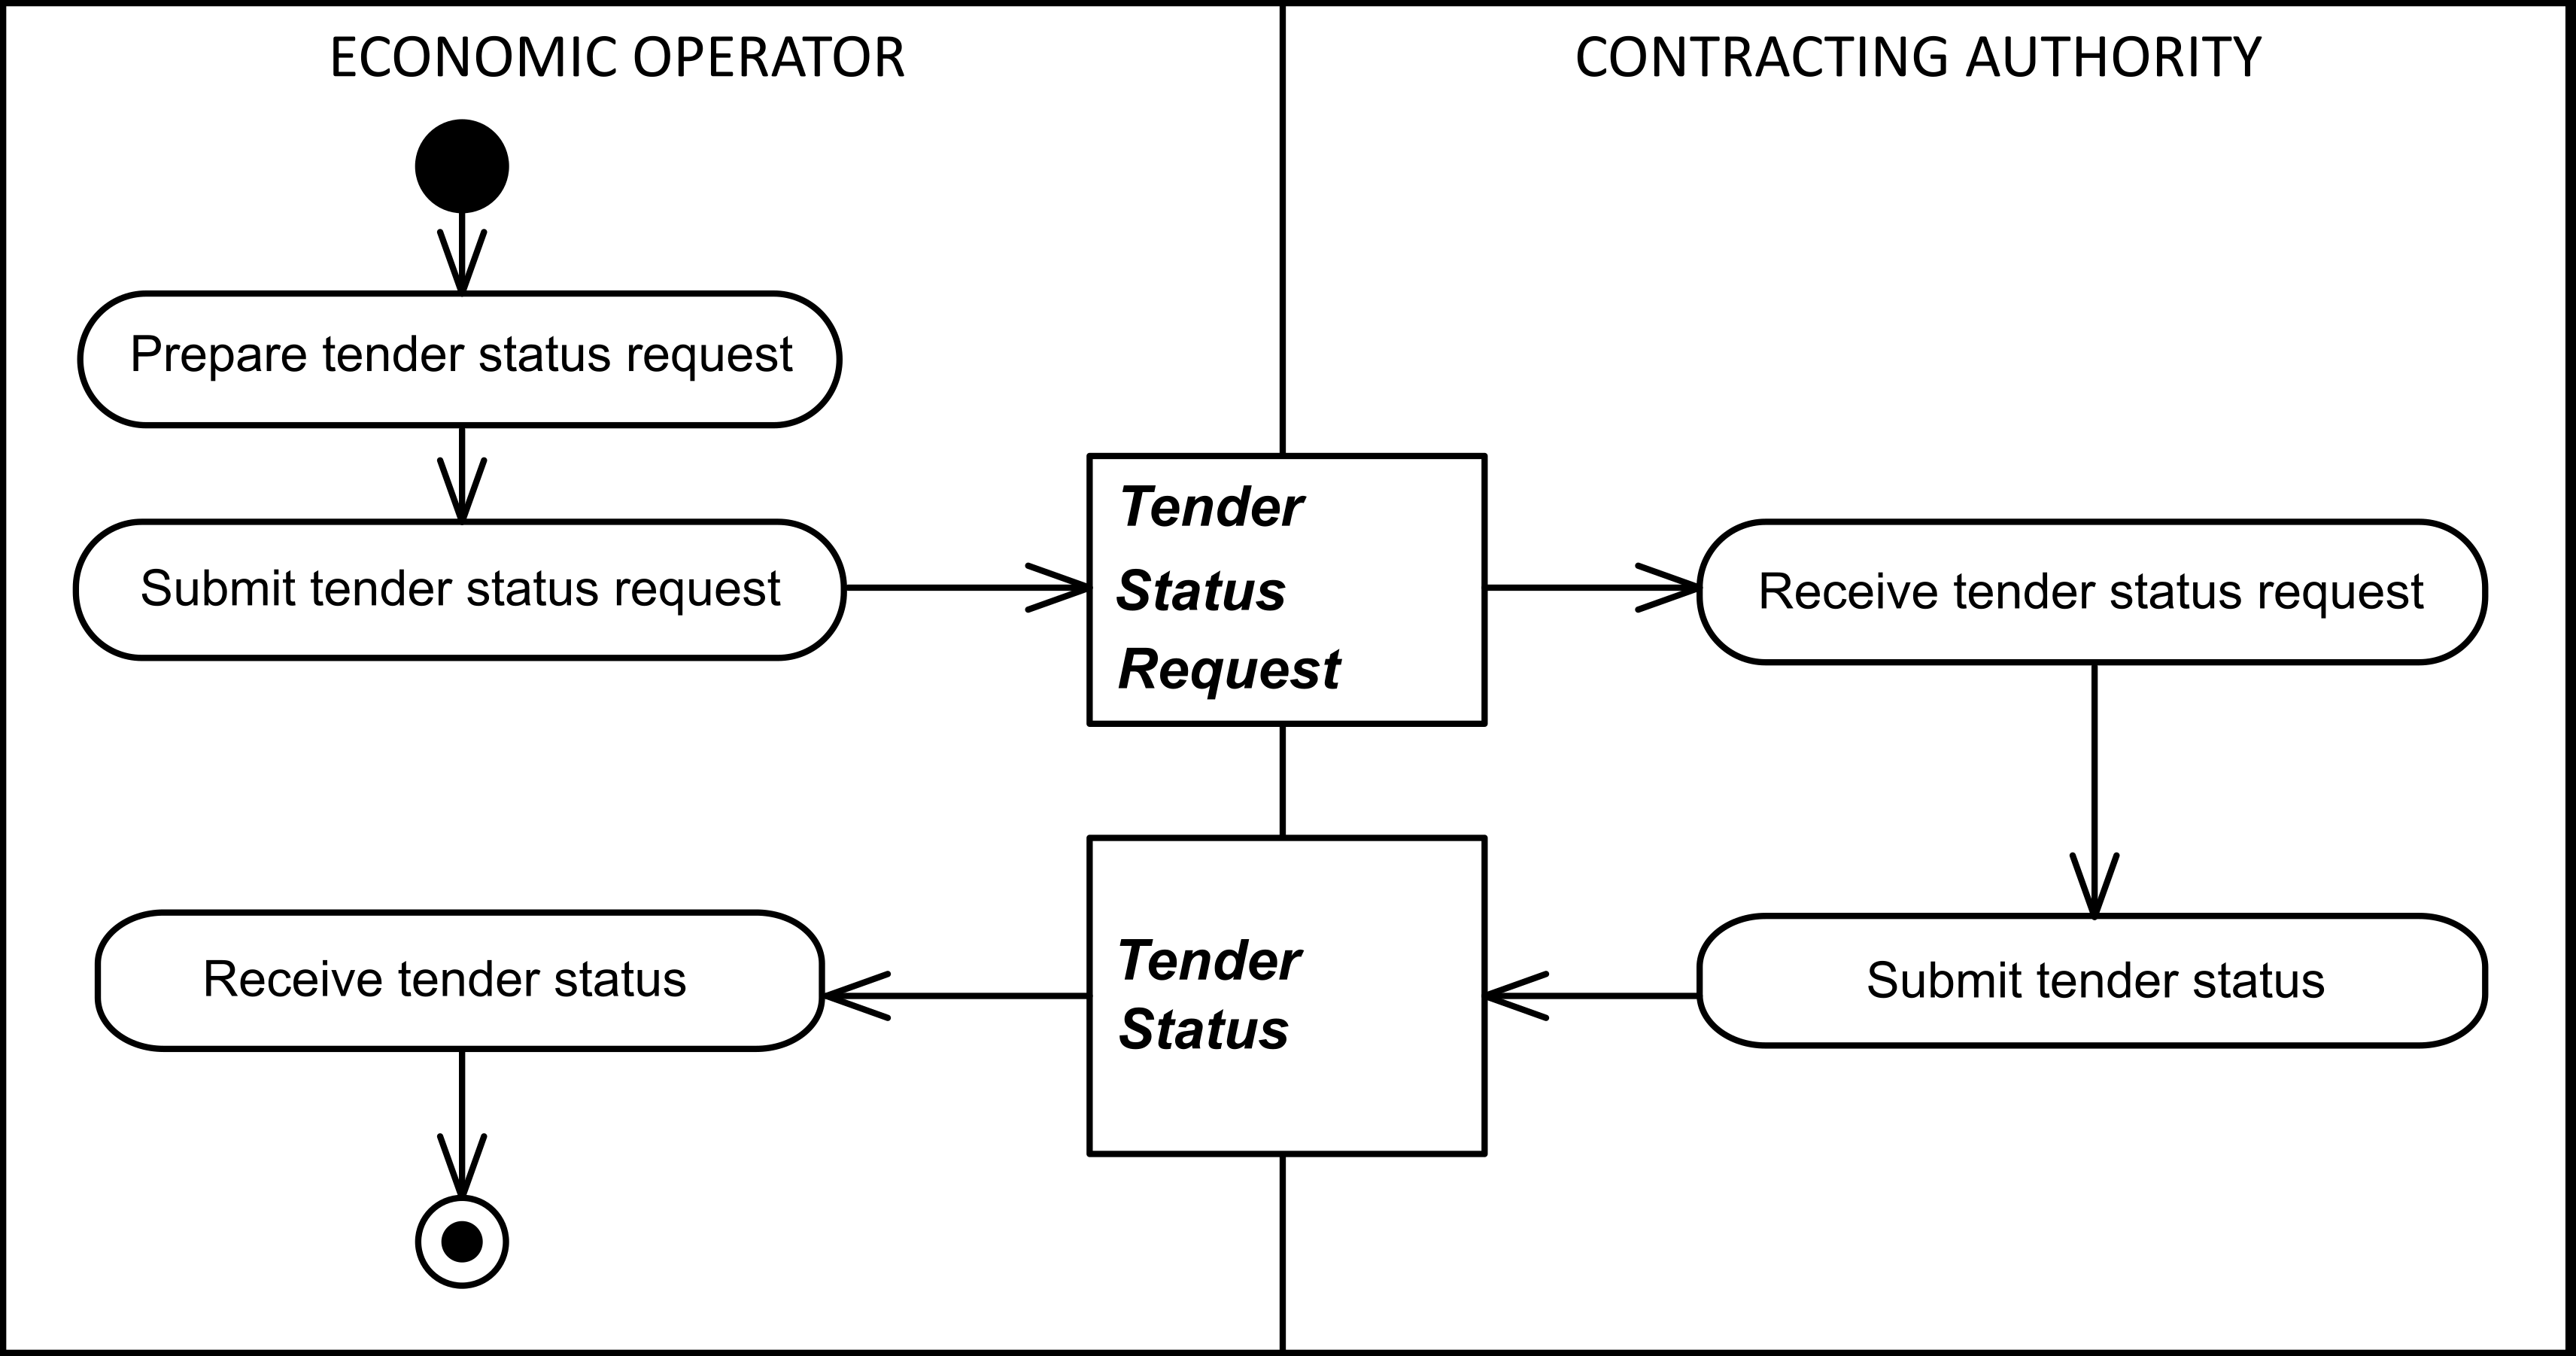 ECONOMIC OPERATOR
CONTRACTING AUTHORITY
Prepare tender status request
Submit tender status request
Tender
Status
Request
Receive tender status request
Receive tender status
Tender
Status
Submit tender status